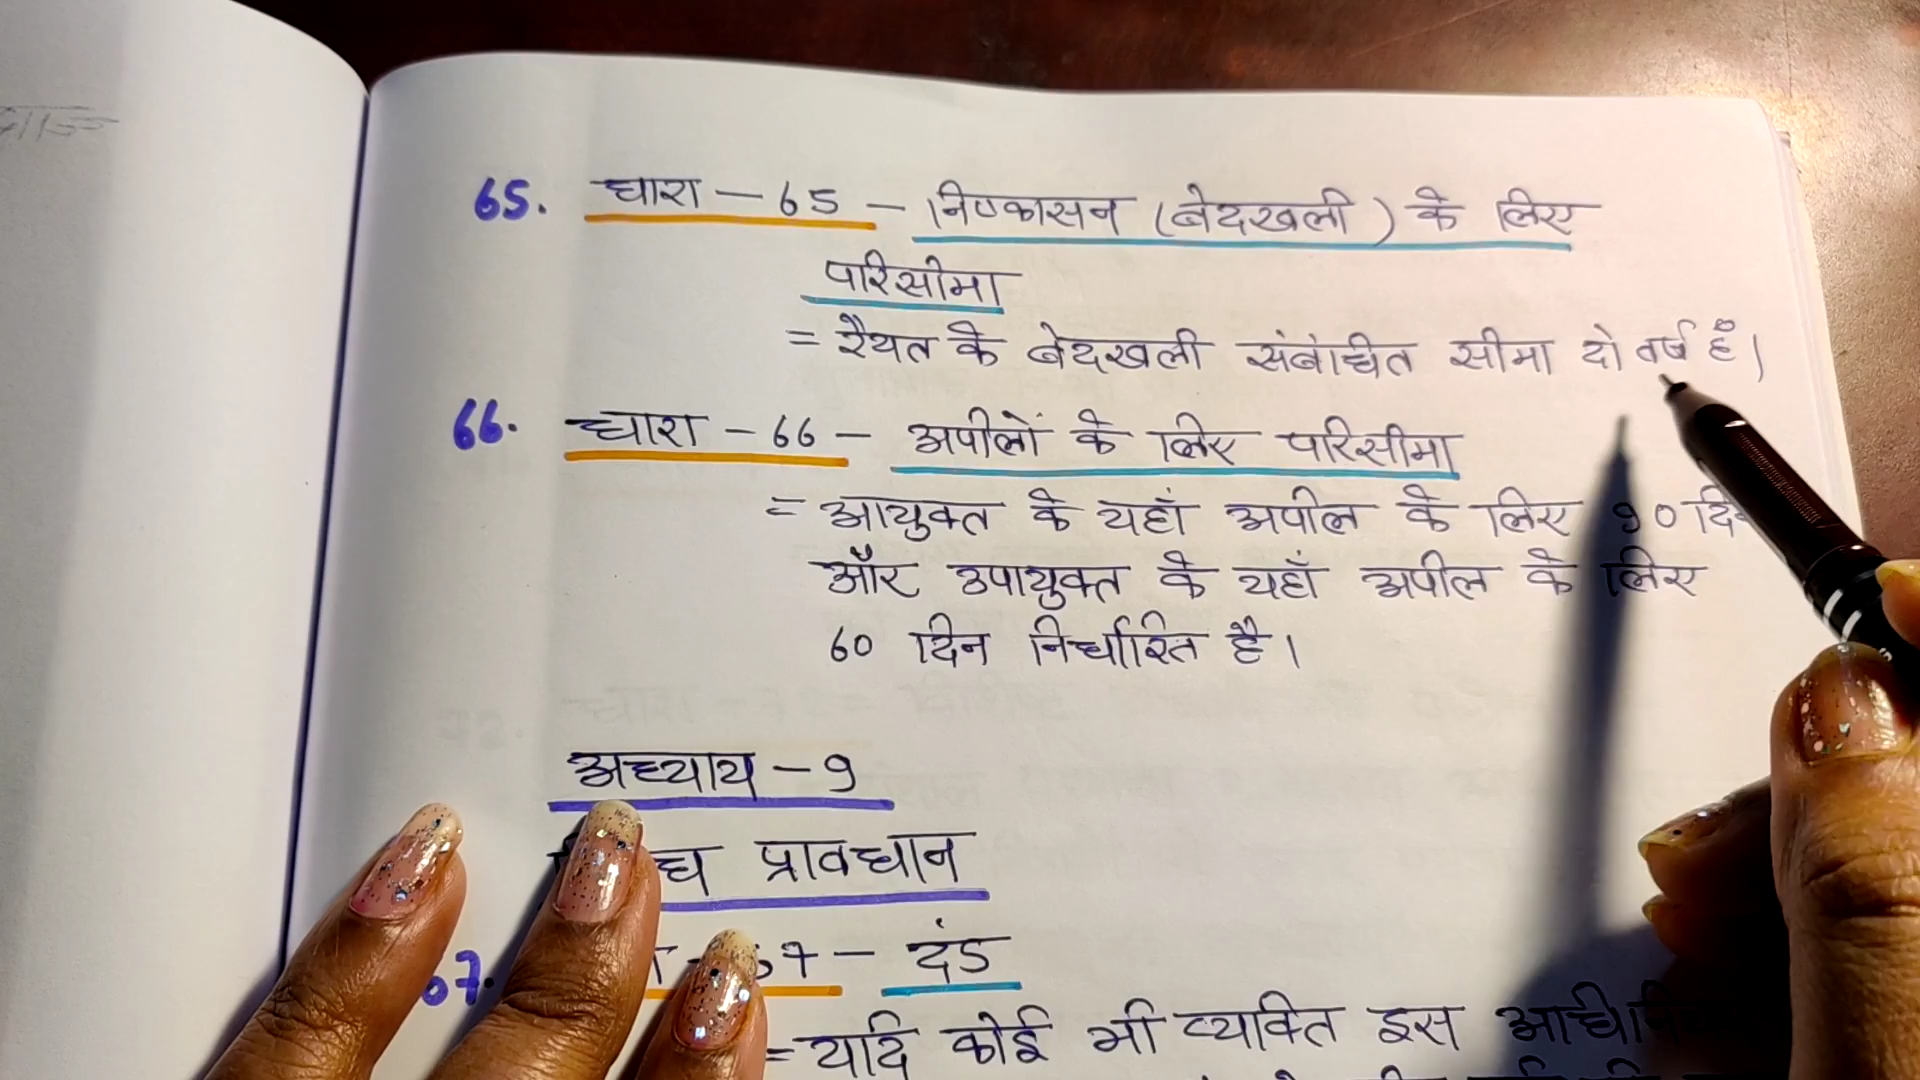 65. धारा - 65 - निष्कासन (बेदखली) के लिए
परिसीमा
= रैयत के बेदखली संबंधित सीमा दो वर्ष है।
66. धारा - 66 - अपीलों के लिए परिसीमा
= आयुक्त के यहाँ अपील के लिए 90
और उपायुक्त के यहाँ अपील के लिए
60 दिन निर्धारित है।
अध्याय - 9
प्रावधान
67. - दंड
= यदि कोई भी व्यक्ति इस